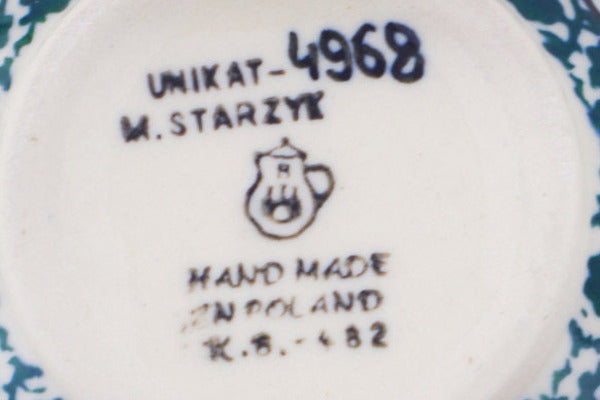 UNIKAT-4968
M.STARZYK
HAND MADE
IN POLAND
K.B.-482